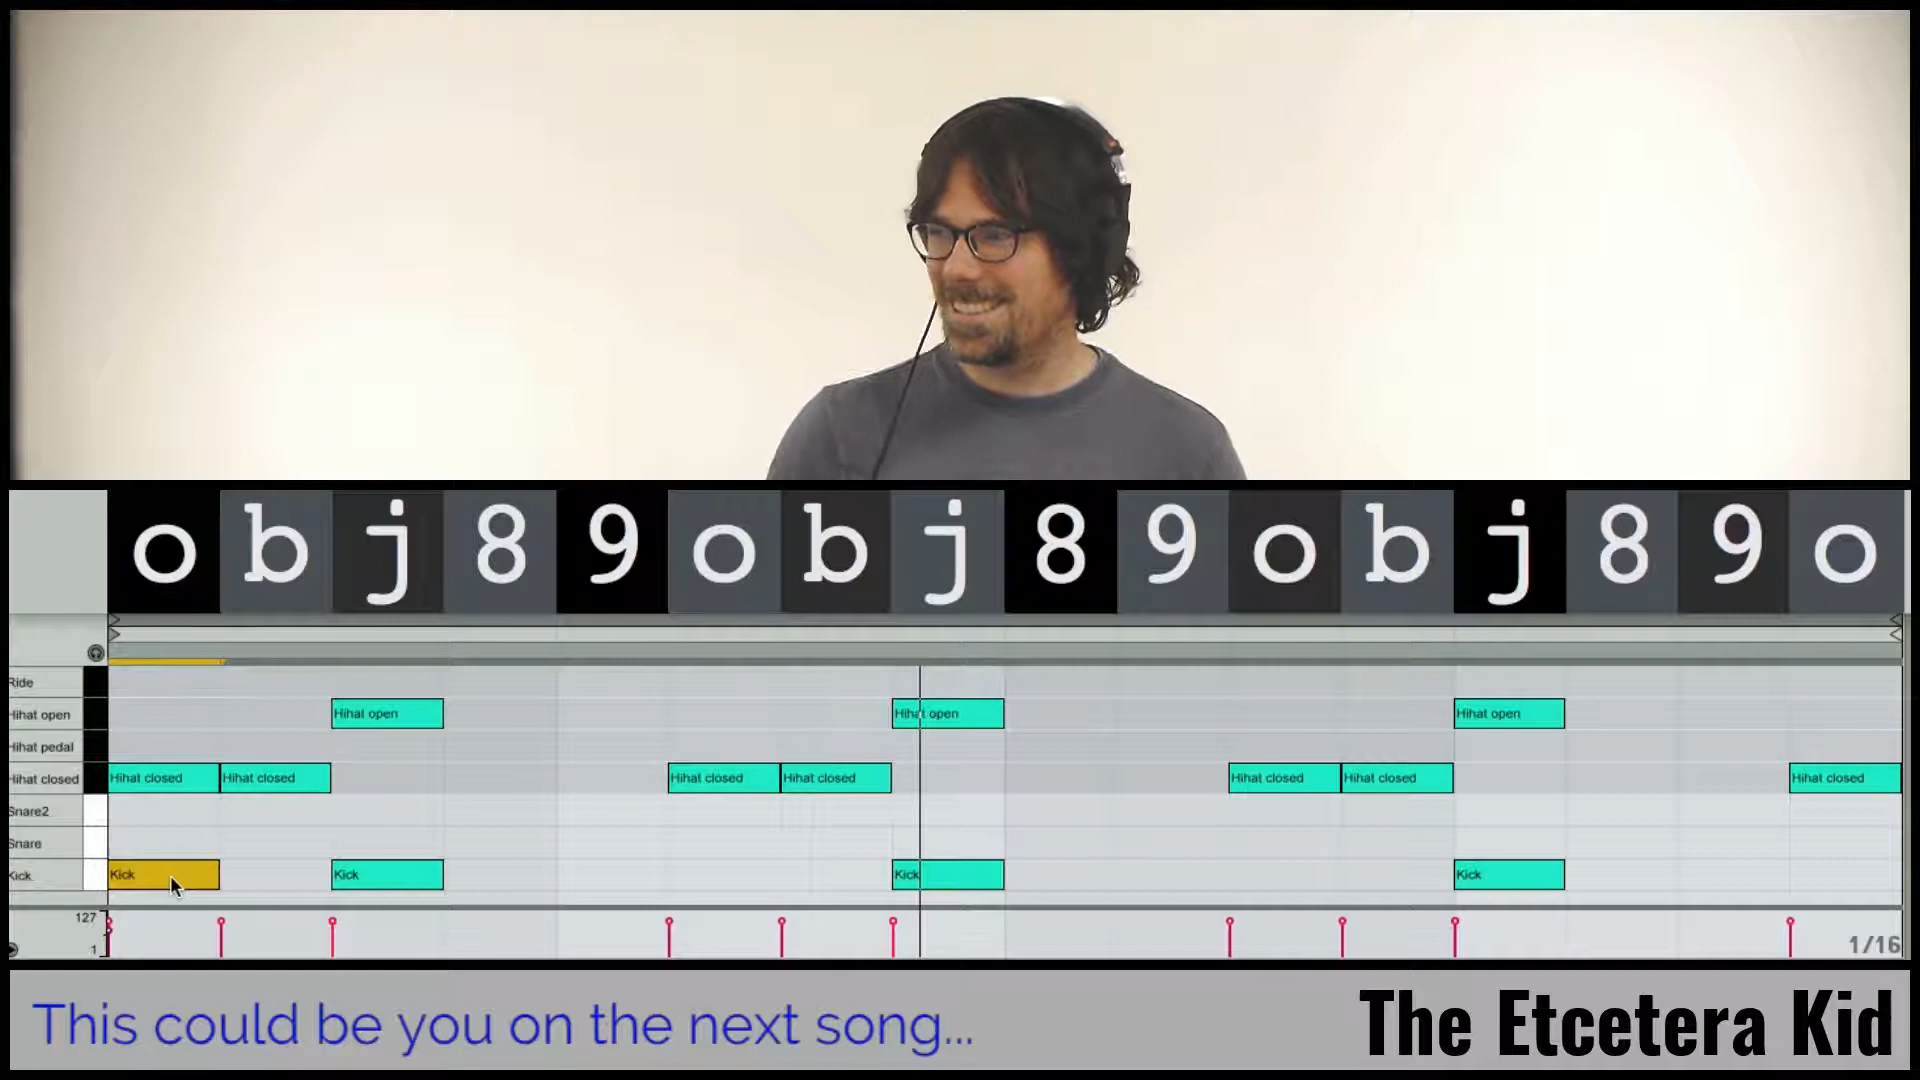 o b j 8 9 o b j 8 9 o b j 8 9 o
Ride
Hihat open Hihat open Hihat open Hihat open
Hihat pedal
Hihat closed Hihat closed Hihat closed Hihat closed Hihat closed Hihat closed Hihat closed Hihat closed
Snare2
Snare
Kick Kick Kick Kick Kick
127
1 1/16
This could be you on the next song...
The Etcetera Kid